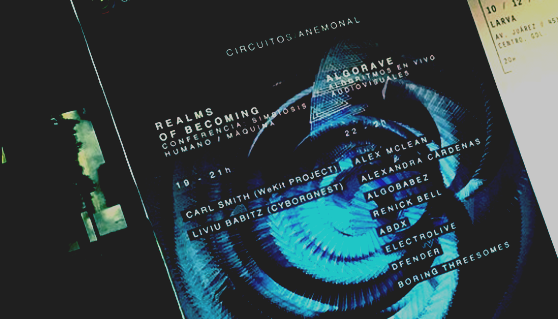 CIRCUITOS ANEMONAL
REALMS
OF BECOMING
CONFERENCIA, SIMBIOSIS
HUMANO / MÁQUINA
19 - 21h
CARL SMITH (WeKit PROJECT)
LIVIU BABITZ (CYBORGNEST)
ALGORAVE
ALGORITMOS EN VIVO
AUDIOVISUALES
22 -
ALEX MCLEAN
ALEXANDRA CÁRDENAS
ALGOBABEZ
RENICK BELL
ABDX
ELECTROLIVE
DFENDER
BORING THREESOMES
10 / 12 /
LARVA
AV. JUÁREZ
CENTRO, GDL